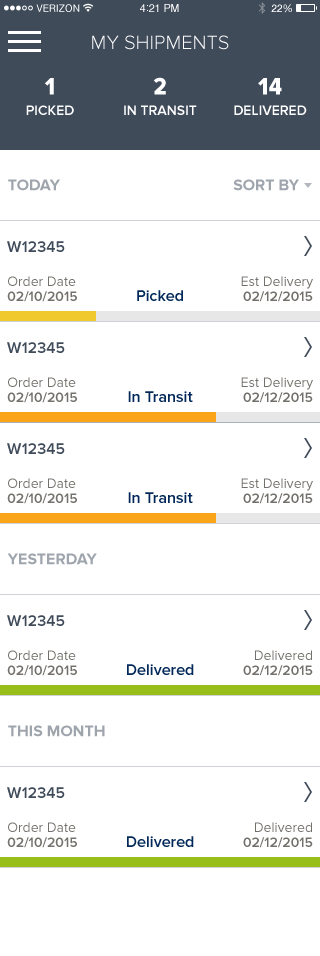 VERIZON 4:21 PM 22%
MY SHIPMENTS
1 2 14
PICKED IN TRANSIT DELIVERED
TODAY SORT BY
W12345
Order Date Est Delivery
02/10/2015 Picked 02/12/2015
W12345
Order Date Est Delivery
02/10/2015 In Transit 02/12/2015
W12345
Order Date Est Delivery
02/10/2015 In Transit 02/12/2015
YESTERDAY
W12345
Order Date Delivered
02/10/2015 Delivered 02/12/2015
THIS MONTH
W12345
Order Date Delivered
02/10/2015 Delivered 02/12/2015